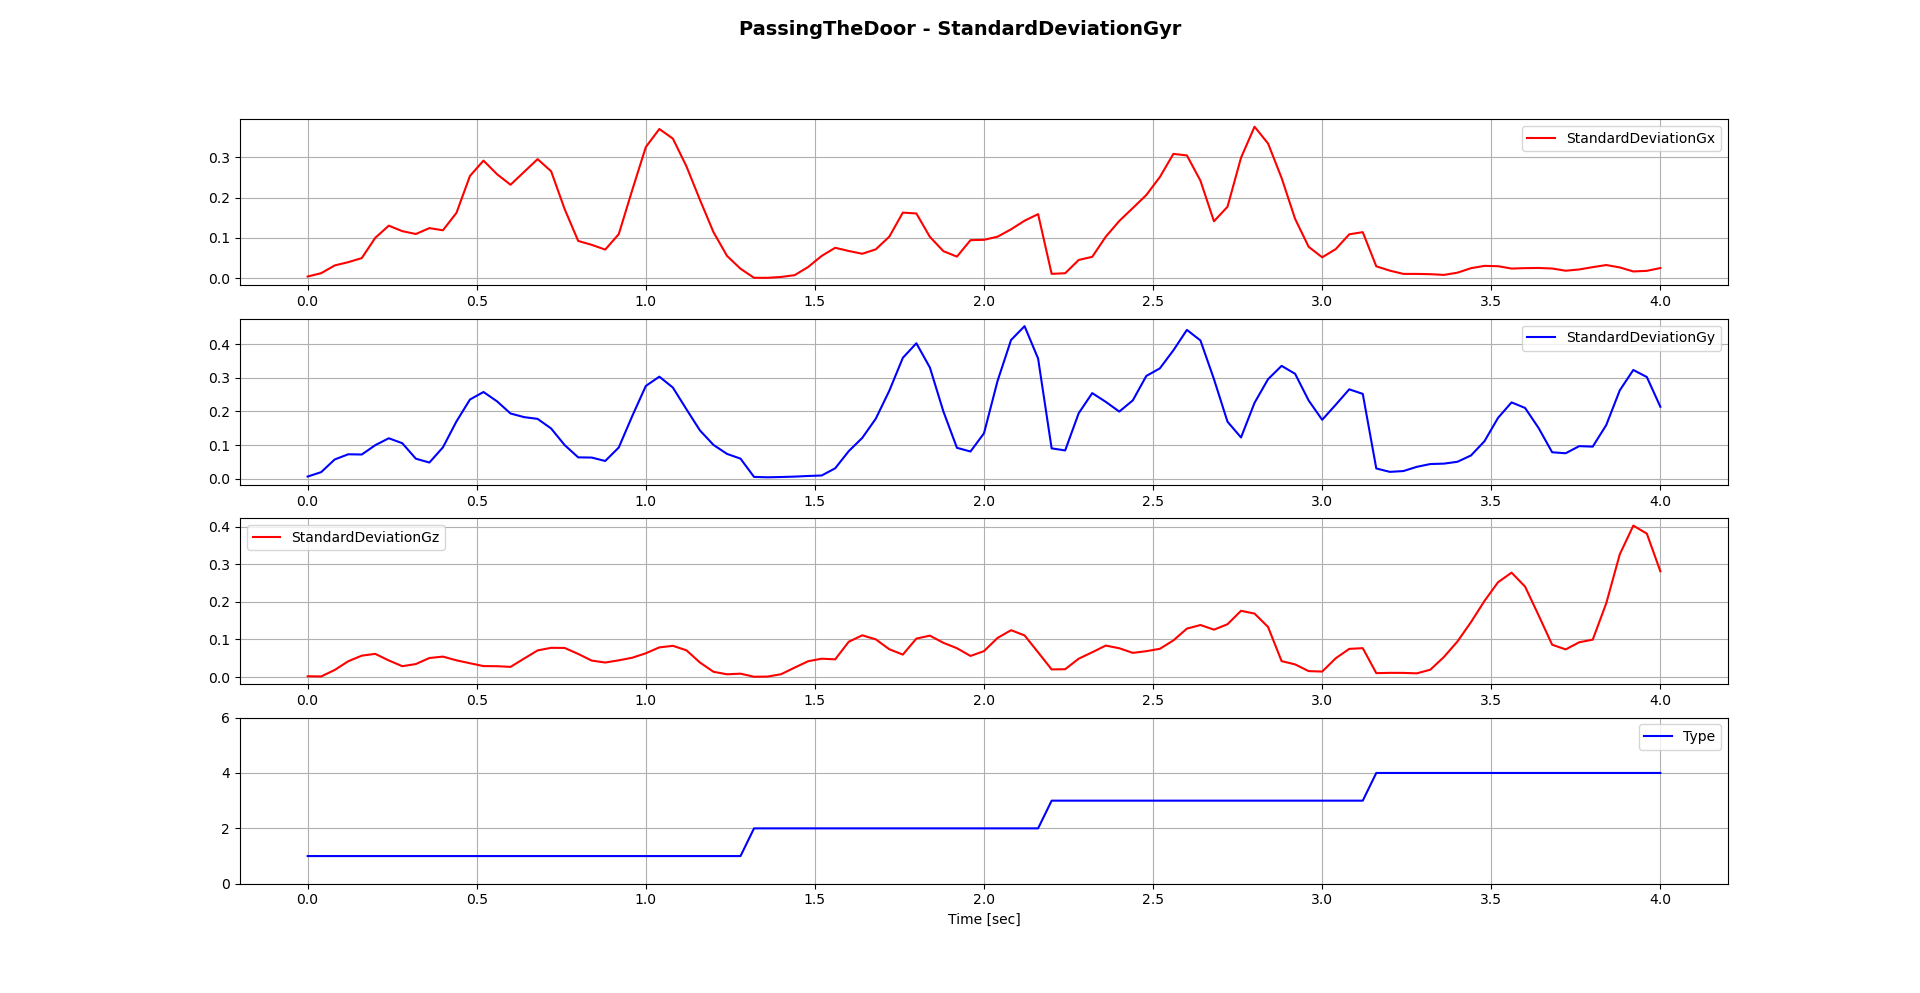 PassingTheDoor - StandardDeviationGyr
StandardDeviationGx
0.3
0.2
0.1
0.0
0.0 0.5 1.0 1.5 2.0 2.5 3.0 3.5 4.0
StandardDeviationGy
0.4
0.3
0.2
0.1
0.0
0.0 0.5 1.0 1.5 2.0 2.5 3.0 3.5 4.0
StandardDeviationGz
0.4
0.3
0.2
0.1
0.0
0.0 0.5 1.0 1.5 2.0 2.5 3.0 3.5 4.0
Type
6
4
2
0
0.0 0.5 1.0 1.5 2.0 2.5 3.0 3.5 4.0
Time [sec]